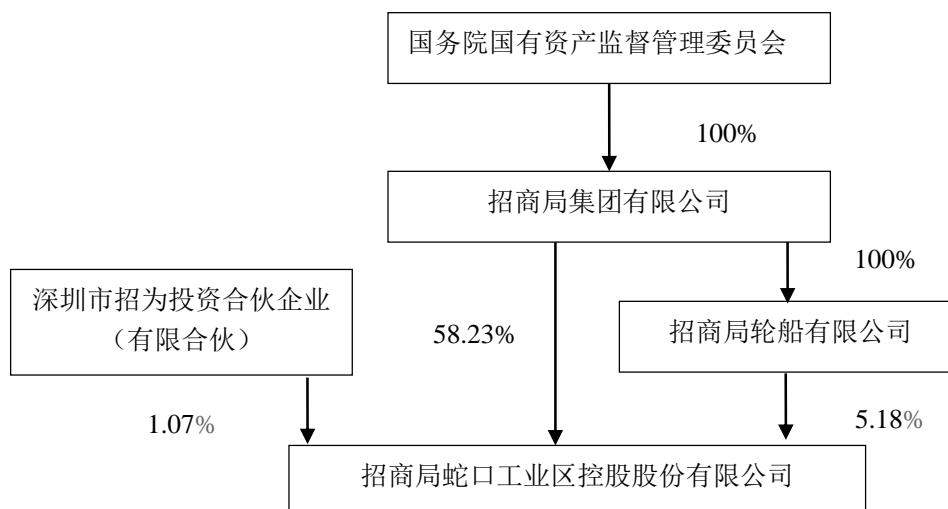 国务院国有资产监督管理委员会
100%
招商局集团有限公司
100%
深圳市招为投资合伙企业
（有限合伙）
58.23%
招商局轮船有限公司
1.07%
5.18%
招商局蛇口工业区控股股份有限公司